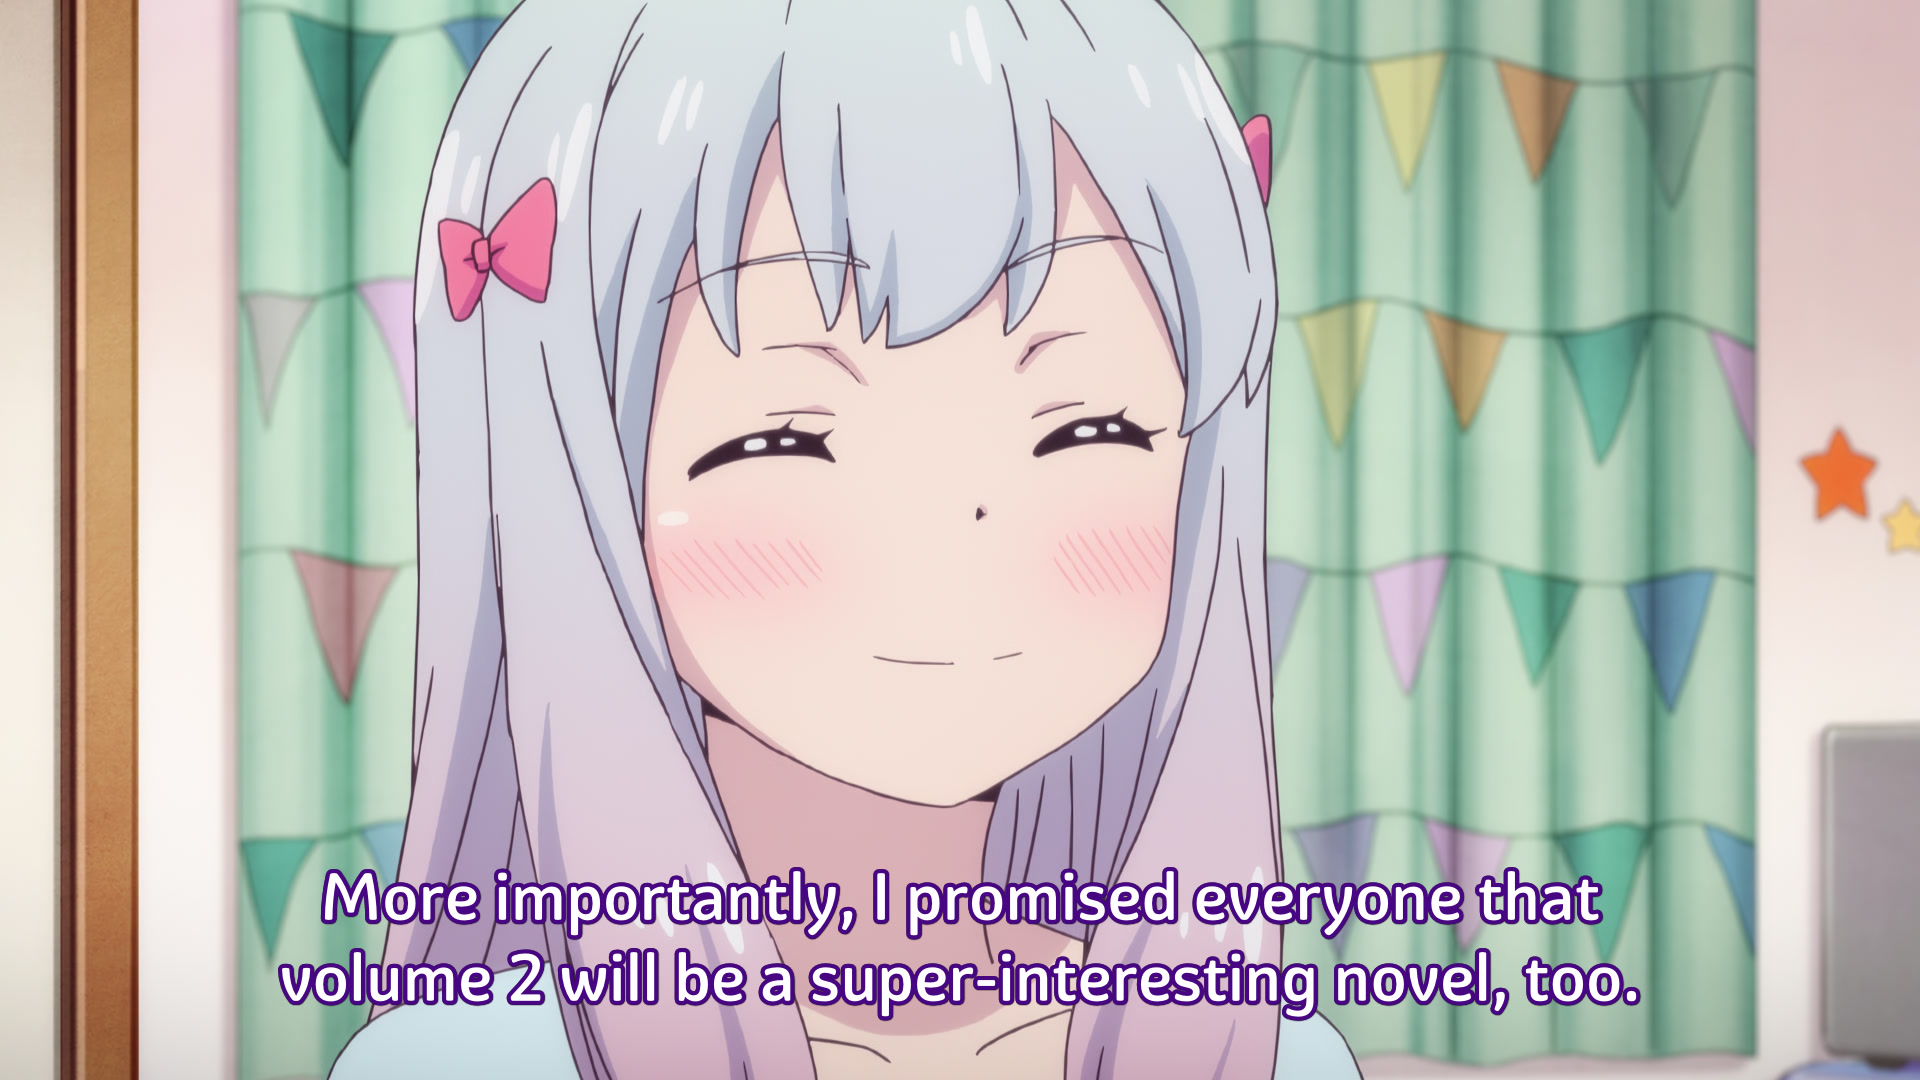 More importantly, I promised everyone that
volume 2 will be a super-interesting novel, too.